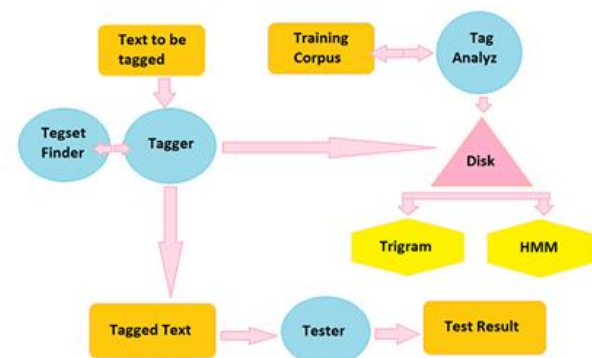 Text to be
tagged
Training
Corpus
Tag
Analyz
Tegset
Finder
Tagger
Disk
Trigram
HMM
Tagged Text
Tester
Test Result